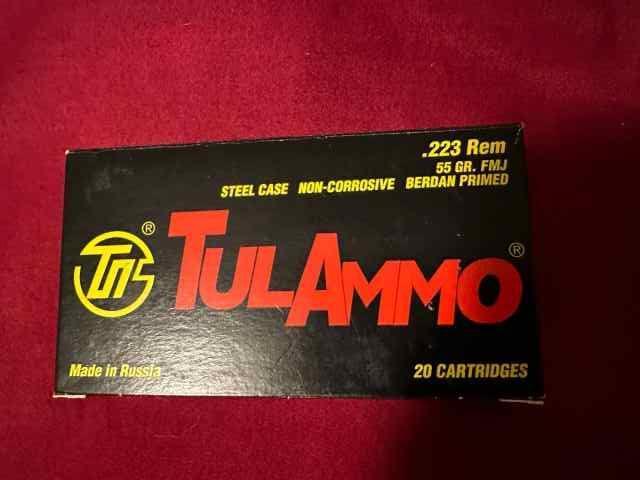 .223 Rem
55 GR. FMJ
STEEL CASE NON-CORROSIVE BERDAN PRIMED
® TULAMMO®
Made in Russia
20 CARTRIDGES